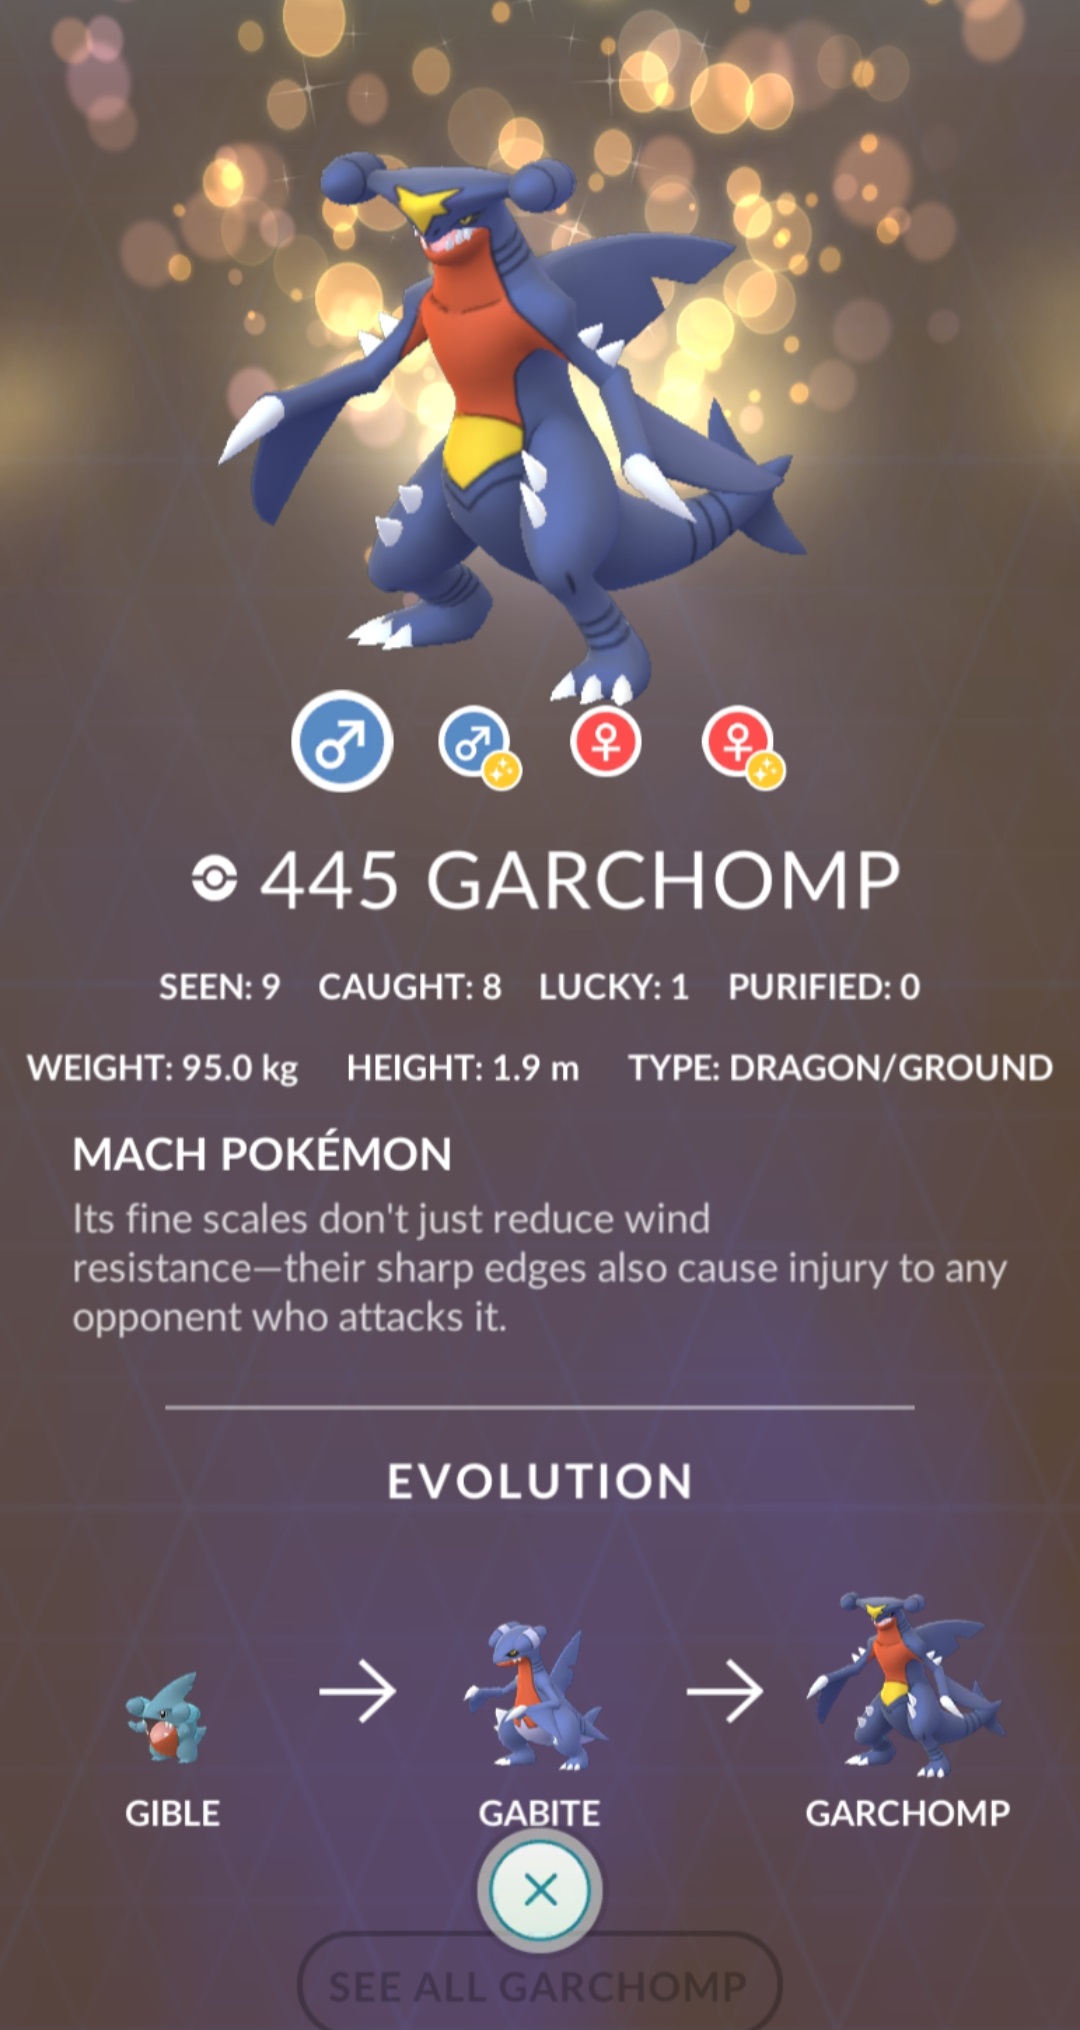 445 GARCHOMP
SEEN: 9 CAUGHT: 8 LUCKY: 1 PURIFIED: 0
WEIGHT: 95.0 kg HEIGHT: 1.9 m TYPE: DRAGON/GROUND
MACH POKÉMON
Its fine scales don't just reduce wind
resistance—their sharp edges also cause injury to any
opponent who attacks it.
EVOLUTION
GIBLE GABITE GARCHOMP
SEE ALL GARCHOMP